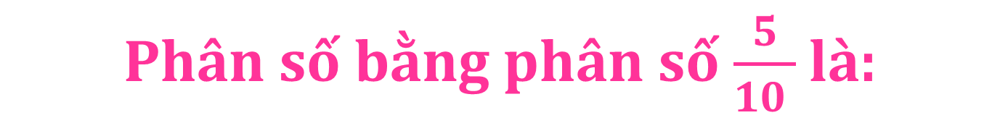 Phân số bằng phân số 5/10 là: